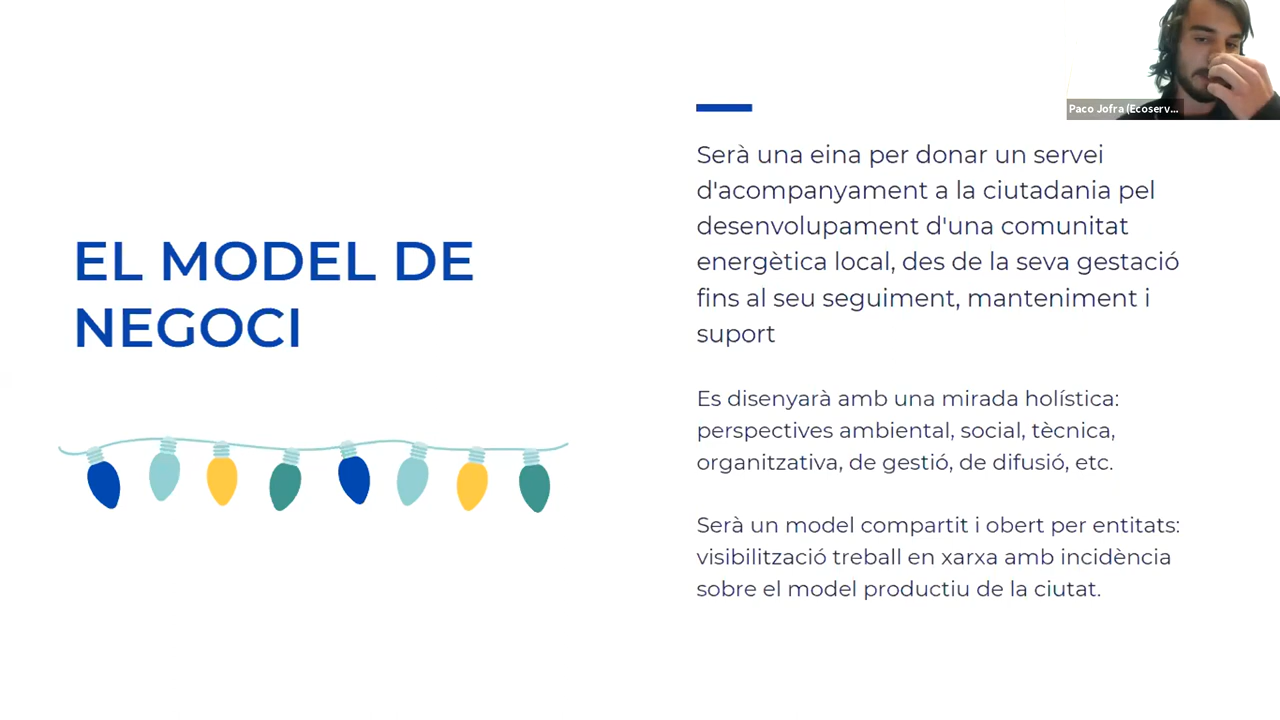 Paco Jofra (Ecoserv...
Serà una eina per donar un servei
d'acompanyament a la ciutadania pel
desenvolupament d'una comunitat
energètica local, des de la seva gestació
fins al seu seguiment, manteniment i
suport
EL MODEL DE
NEGOCI
Es disenyarà amb una mirada holística:
perspectives ambiental, social, tècnica,
organitzativa, de gestió, de difusió, etc.
Serà un model compartit i obert per entitats:
visibilització treball en xarxa amb incidència
sobre el model productiu de la ciutat.